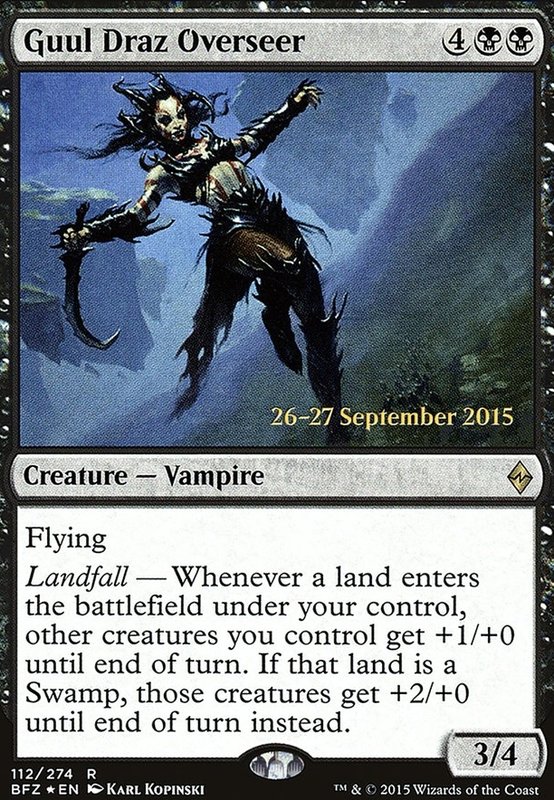 Guul Draz Overseer 4
26–27 September 2015
Creature — Vampire
Flying
Landfall — Whenever a land enters
the battlefield under your control,
other creatures you control get +1/+0
until end of turn. If that land is a
Swamp, those creatures get +2/+0
until end of turn instead.
3/4
112/274 R
BFZ ★ EN Karl Kopinski
™ & © 2015 Wizards of the Coast